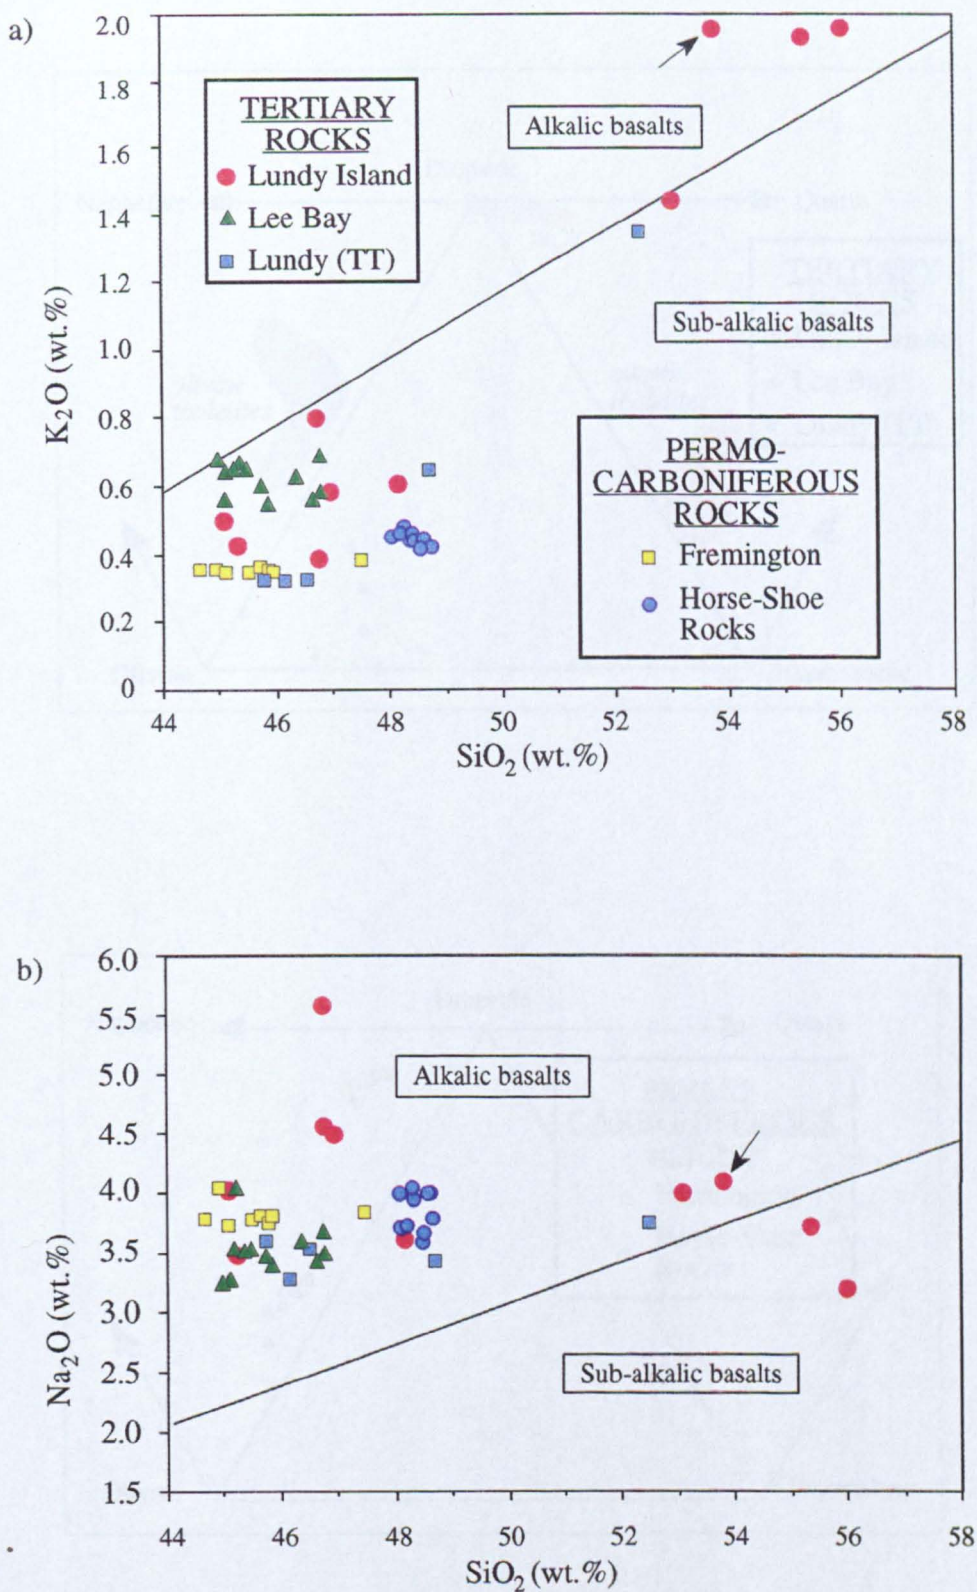 a)
2.0
1.8
1.6
1.4
1.2
1.0
0.8
0.6
0.4
0.2
0
K2O (wt.%)
TERTIARY
ROCKS
Lundy Island
Lee Bay
Lundy (TT)
Alkalic basalts
Sub-alkalic basalts
PERMO-
CARBONIFEROUS
ROCKS
Fremington
Horse-Shoe
Rocks
44 46 48 50 52 54 56 58
SiO2 (wt.%)
b)
6.0
5.5
5.0
4.5
4.0
3.5
3.0
2.5
2.0
1.5
Na2O (wt.%)
Alkalic basalts
Sub-alkalic basalts
44 46 48 50 52 54 56 58
SiO2 (wt.%)